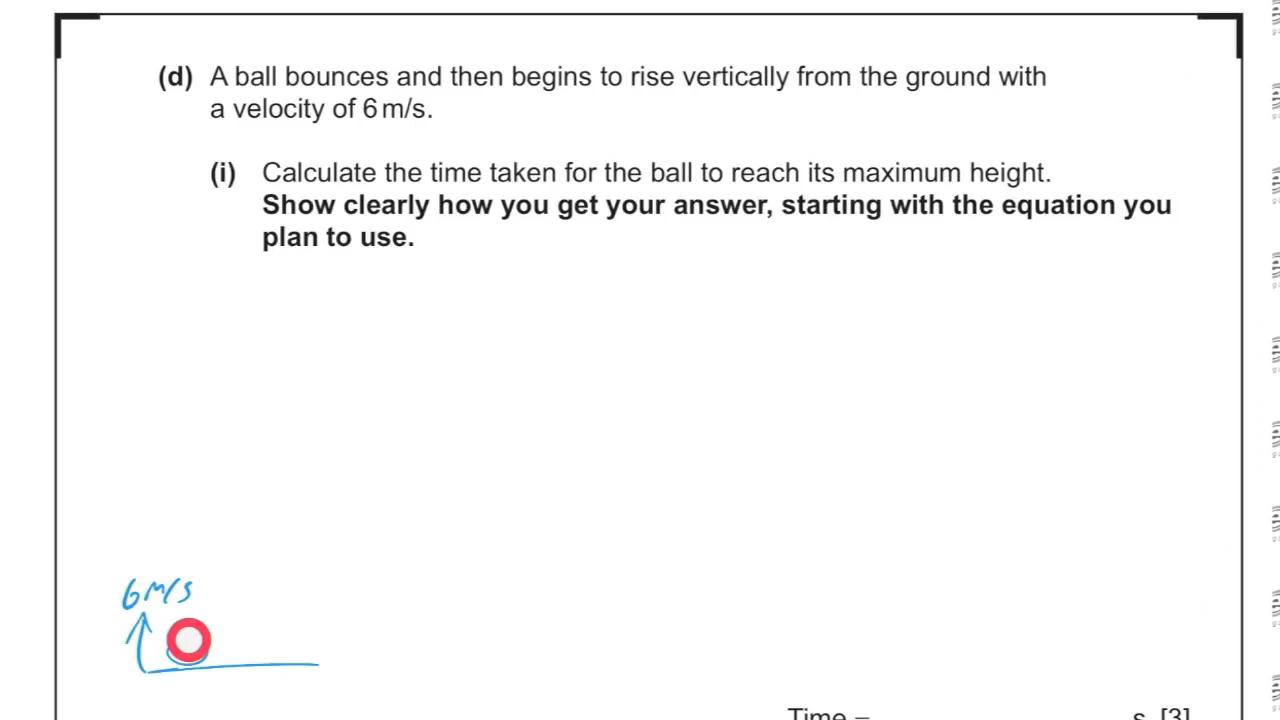 (d) A ball bounces and then begins to rise vertically from the ground with
a velocity of 6 m/s.
(i) Calculate the time taken for the ball to reach its maximum height.
Show clearly how you get your answer, starting with the equation you
plan to use.
6 m/s
Time = s [3]